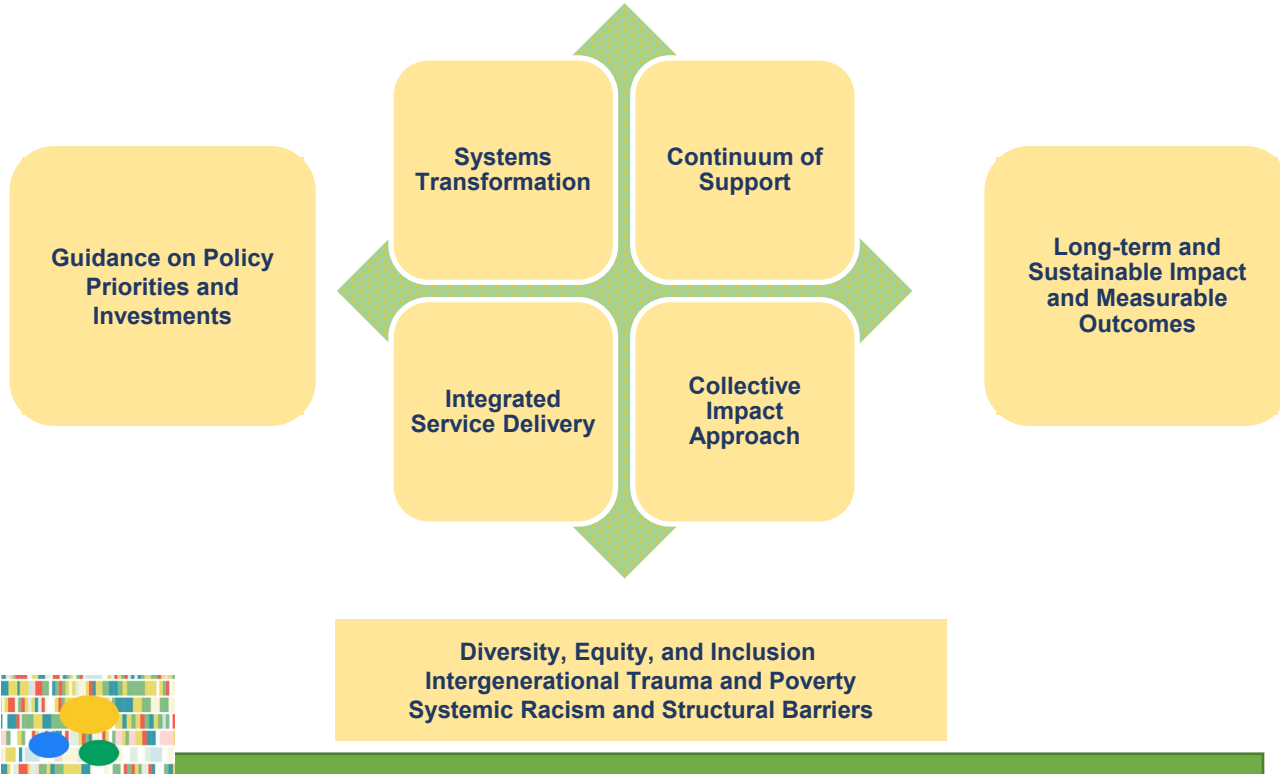 Guidance on Policy
Priorities and
Investments
Systems
Transformation
Continuum of
Support
Integrated
Service Delivery
Collective
Impact
Approach
Long-term and
Sustainable Impact
and Measurable
Outcomes
Diversity, Equity, and Inclusion
Intergenerational Trauma and Poverty
Systemic Racism and Structural Barriers